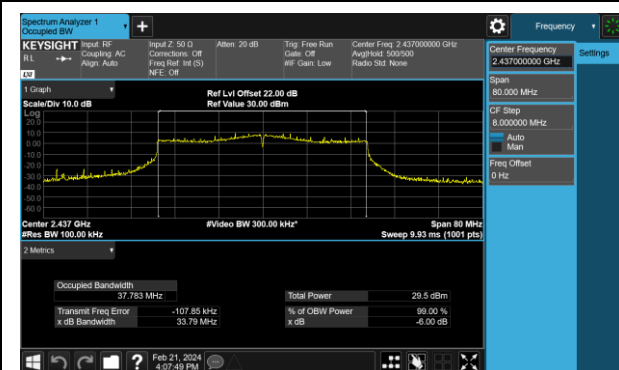 Spectrum Analyzer 1
Occupied BW
Frequency
KEYSIGHT
RL
LXI
Input: RF
Coupling: AC
Align: Auto
Input Z: 50 Ω
Corrections: Off
Freq Ref: Int (S)
NFE: Off
Atten: 20 dB
Trig: Free Run
Gate: Off
#IF Gain: Low
Center Freq: 2.437000000 GHz
Avg|Hold: 500/500
Radio Std: None
Center Frequency
2.437000000 GHz
Settings
Span
80.000 MHz
CF Step
8.000000 MHz
Auto
Man
Freq Offset
0 Hz
1 Graph
Scale/Div 10.0 dB
Ref Lvl Offset 22.00 dB
Ref Value 30.00 dBm
Log
20.0
10.0
0.00
-10.0
-20.0
-30.0
-40.0
-50.0
-60.0
Center 2.437 GHz
#Video BW 300.00 kHz*
Span 80 MHz
#Res BW 100.00 kHz
Sweep 9.93 ms (1001 pts)
2 Metrics
Occupied Bandwidth
37.783 MHz
Total Power 29.5 dBm
Transmit Freq Error -107.85 kHz
% of OBW Power 99.00 %
x dB Bandwidth 33.79 MHz
x dB -6.00 dB
Feb 21, 2024
4:07:49 PM